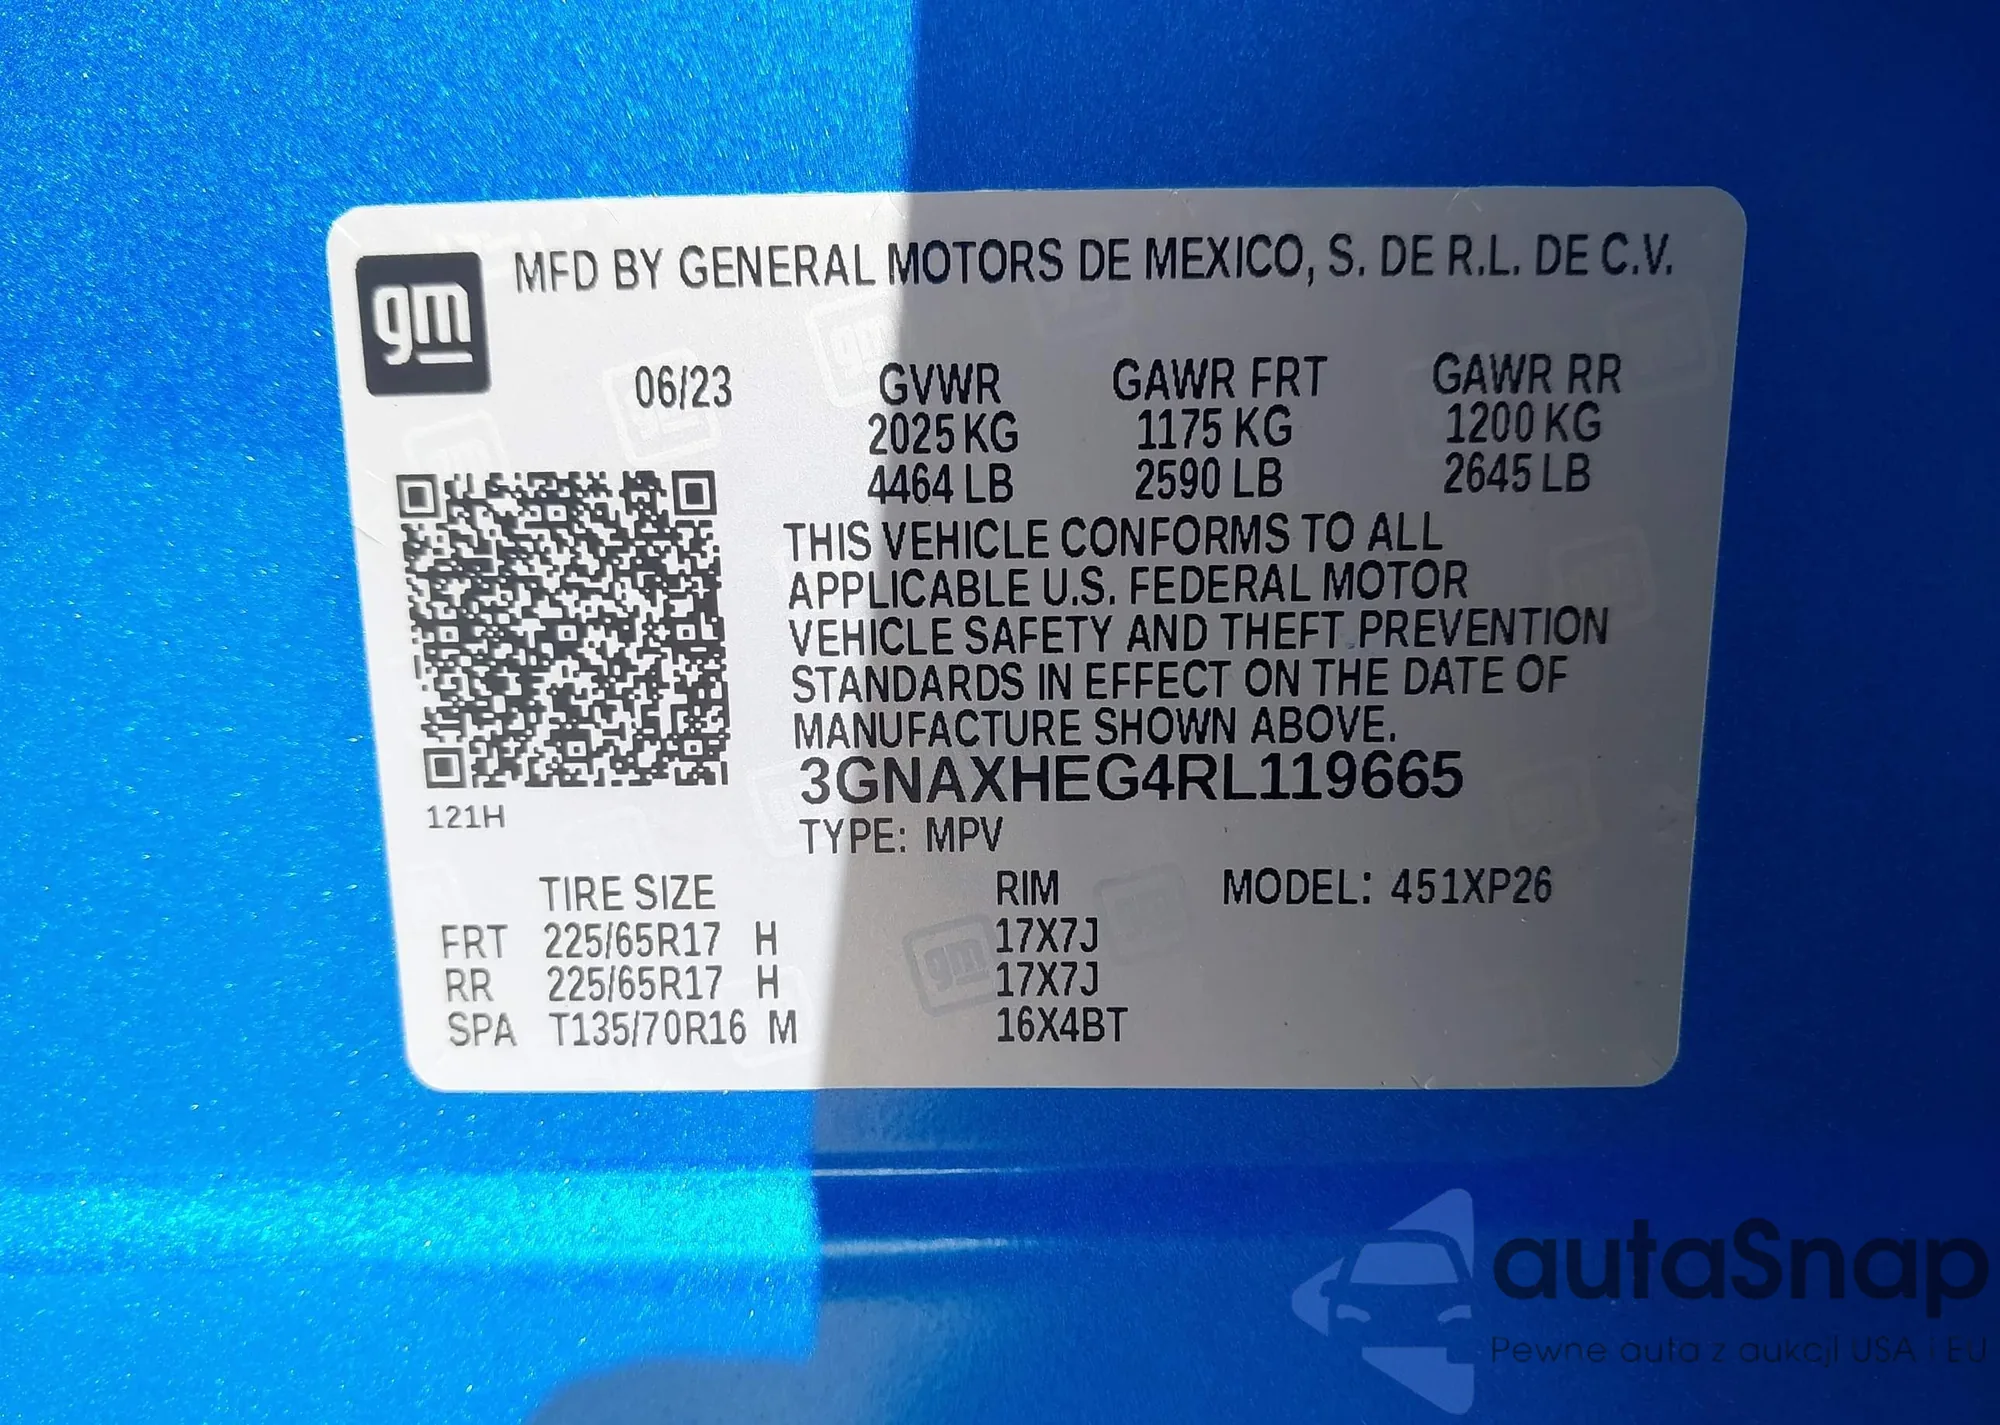 gm MFD BY GENERAL MOTORS DE MEXICO, S. DE R.L. DE C.V.
06/23 GVWR GAWR FRT GAWR RR
2025 KG 1175 KG 1200 KG
4464 LB 2590 LB 2645 LB
THIS VEHICLE CONFORMS TO ALL
APPLICABLE U.S. FEDERAL MOTOR
VEHICLE SAFETY AND THEFT PREVENTION
STANDARDS IN EFFECT ON THE DATE OF
MANUFACTURE SHOWN ABOVE.
3GNAXHEG4RL119665
121H
TYPE: MPV
TIRE SIZE RIM MODEL: 451XP26
FRT 225/65R17 H 17X7J
RR 225/65R17 H 17X7J
SPA T135/70R16 M 16X4BT
autaSnap
Pewne auta z aukcji USA i EU